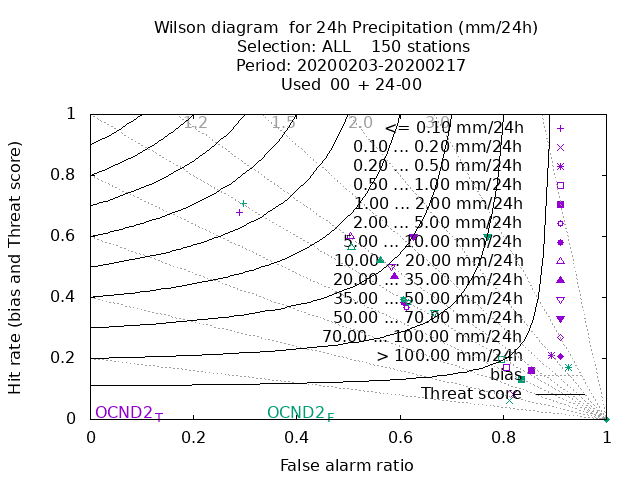 Wilson diagram  for 24h Precipitation (mm/24h)
Selection: ALL    150 stations
Period: 20200203-20200217
Used  00 + 24-00
1.2 1.5 2.0 3.0
<= 0.10 mm/24h
0.10 ... 0.20 mm/24h
0.20 ... 0.50 mm/24h
0.50 ... 1.00 mm/24h
1.00 ... 2.00 mm/24h
2.00 ... 5.00 mm/24h
5.00 ... 10.00 mm/24h
10.00 ... 20.00 mm/24h
20.00 ... 35.00 mm/24h
35.00 ... 50.00 mm/24h
50.00 ... 70.00 mm/24h
70.00 ... 100.00 mm/24h
> 100.00 mm/24h
bias
Threat score
OCND2_T OCND2_F
Hit rate (bias and Threat score)
1
0.8
0.6
0.4
0.2
0
0 0.2 0.4 0.6 0.8 1
False alarm ratio